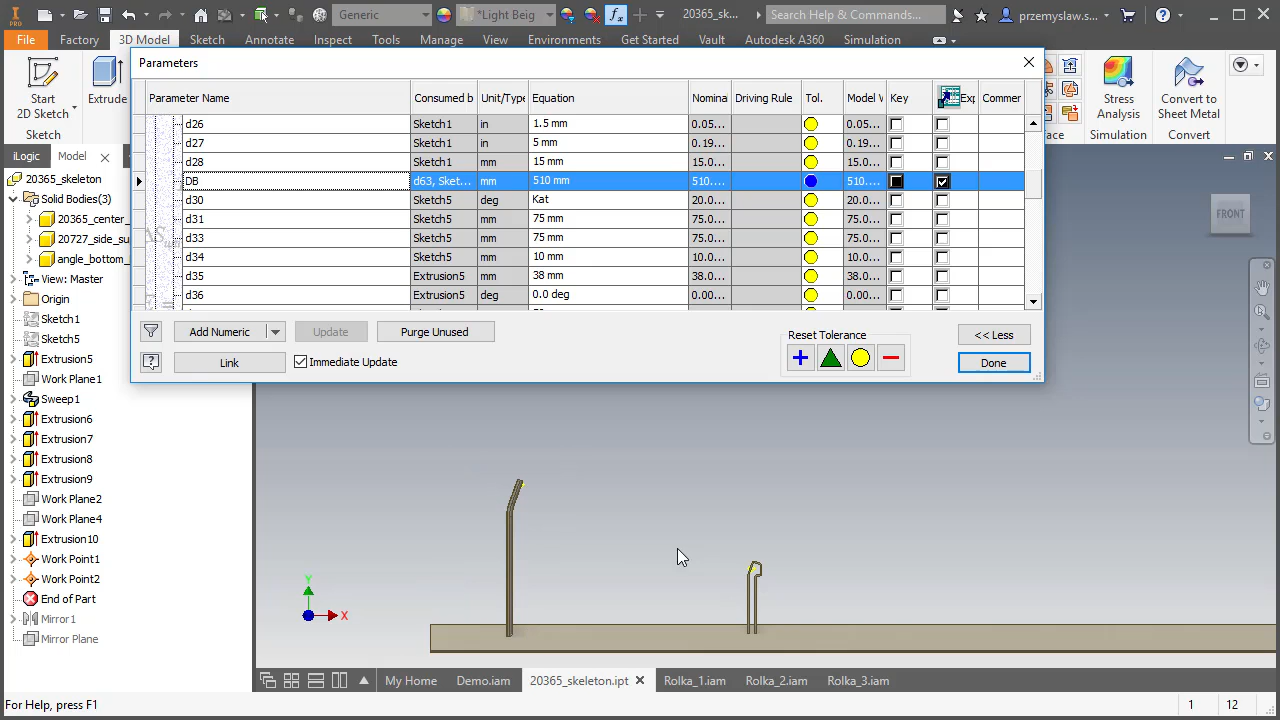 PRO
Generic
*Light Beig
fx
20365_sk...
Search Help & Commands...
przemyslaw.s...
File
Factory
3D Model
Sketch
Annotate
Inspect
Tools
Manage
View
Environments
Get Started
Vault
Autodesk A360
Simulation
Start
2D Sketch
Sketch
Extrude
Stress
Analysis
Simulation
Convert to
Sheet Metal
Convert
face
Parameters
Parameter Name
Consumed b
Unit/Type
Equation
Nomina
Driving Rule
Tol.
Model V
Key
Exp
Commer
d26 Sketch1 in 1.5 mm 0.05...
d27 Sketch1 in 5 mm 0.19...
d28 Sketch1 mm 15 mm 15.0... 15.0...
DB d63, Sket... mm 510 mm 510.... 510....
d30 Sketch5 deg Kat 20.0... 20.0...
d31 Sketch5 mm 75 mm 75.0... 75.0...
d33 Sketch5 mm 75 mm 75.0... 75.0...
d34 Sketch5 mm 10 mm 10.0... 10.0...
d35 Extrusion5 mm 38 mm 38.0... 38.0...
d36 Extrusion5 deg 0.0 deg 0.00... 0.00...
Add Numeric
Update
Purge Unused
Reset Tolerance
<< Less
Link
Immediate Update
Done
iLogic
Model
20365_skeleton
Solid Bodies(3)
20365_center_
20727_side_su
angle_bottom_
View: Master
Origin
Sketch1
Sketch5
Extrusion5
Work Plane1
Sweep1
Extrusion6
Extrusion7
Extrusion8
Extrusion9
Work Plane2
Work Plane4
Extrusion10
Work Point1
Work Point2
End of Part
Mirror1
Mirror Plane
FRONT
Y
X
My Home
Demo.iam
20365_skeleton.ipt
Rolka_1.iam
Rolka_2.iam
Rolka_3.iam
For Help, press F1
1
12